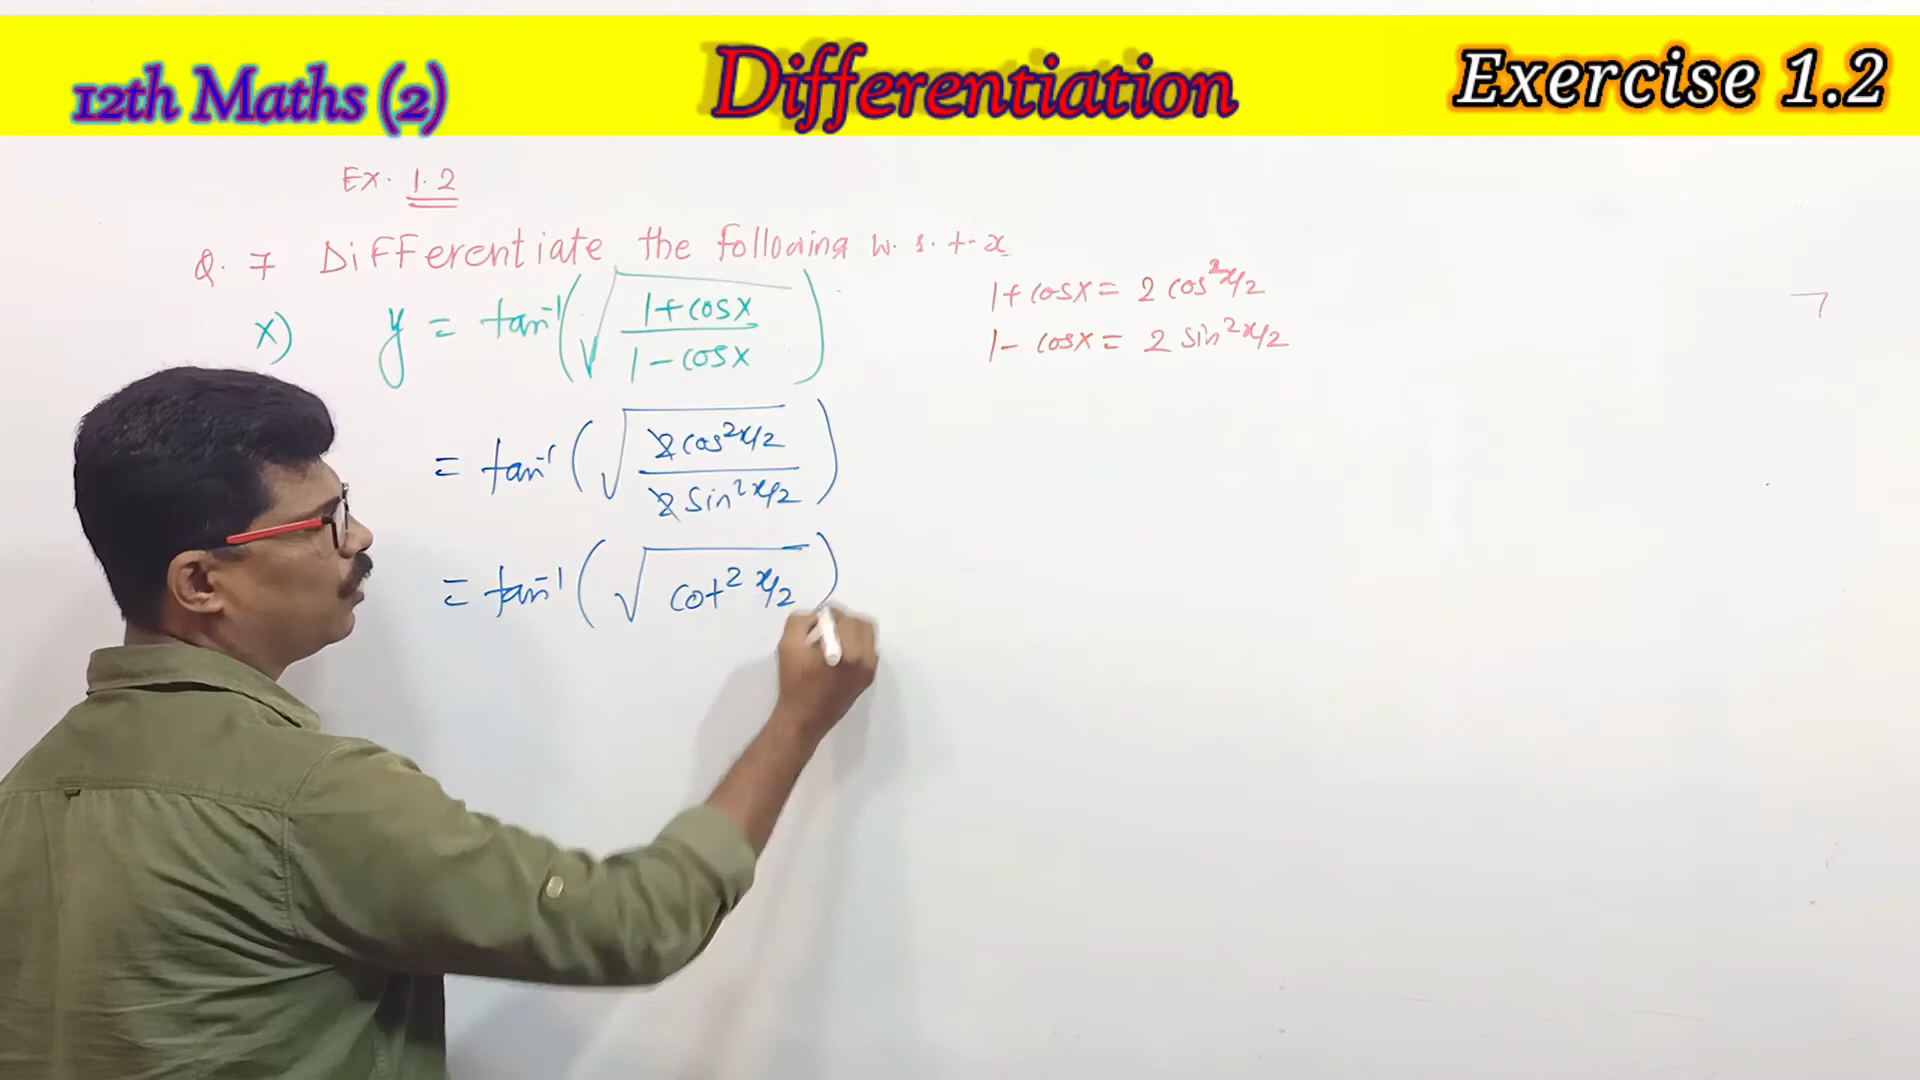 12th Maths (2)
Differentiation
Exercise 1.2
Ex. 1.2
Q. 7 Differentiate the following w. r. t. x
x) y = tan⁻¹(√((1+cosx)/(1-cosx)))
1+cosx = 2 cos²x/2
1-cosx = 2 sin²x/2
= tan⁻¹(√((2cos²x/2)/(2sin²x/2)))
= tan⁻¹(√(cot² x/2))